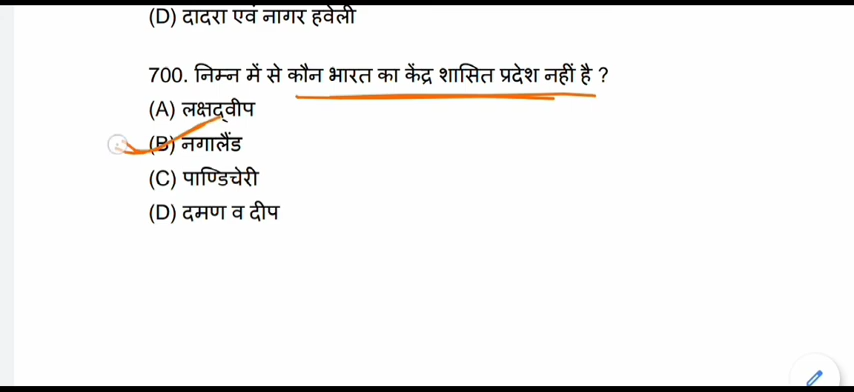 (D) दादरा एवं नागर हवेली
700. निम्न में से कौन भारत का केंद्र शासित प्रदेश नहीं है ?
(A) लक्षद्वीप
(B) नगालैंड
(C) पाण्डिचेरी
(D) दमण व दीप